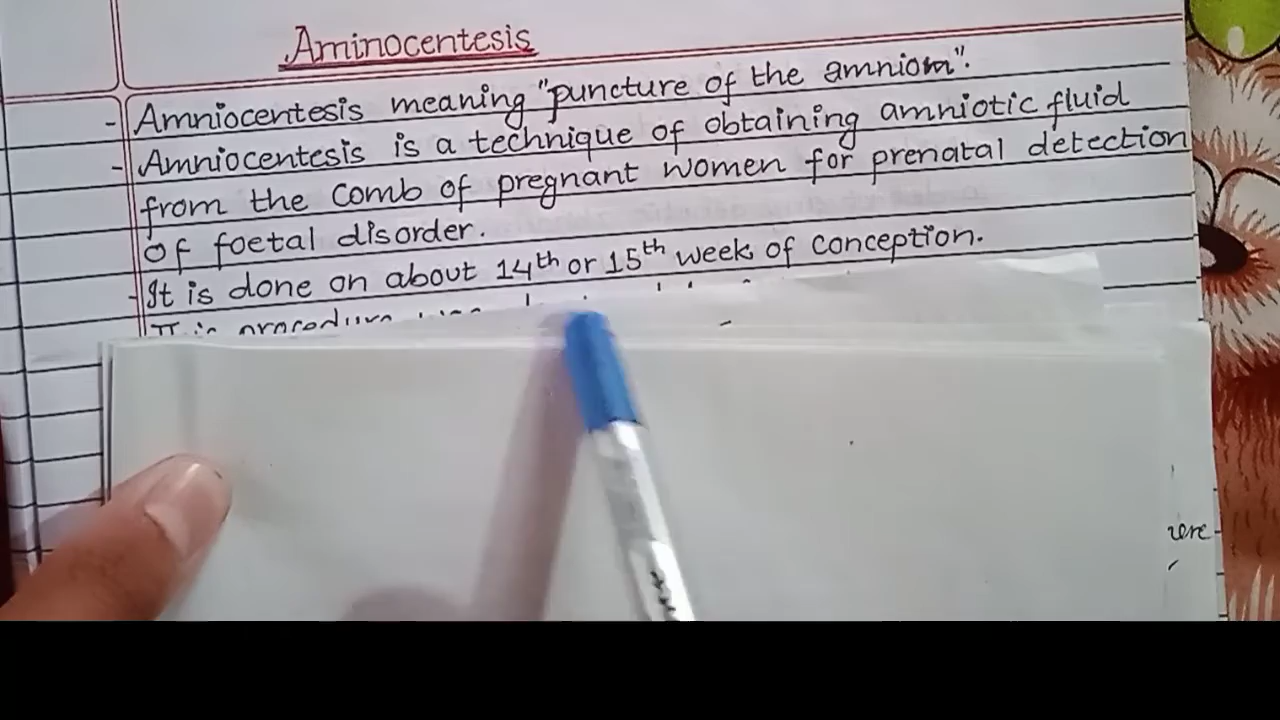 Aminocentesis
- Amniocentesis meaning "puncture of the amniom".
- Amniocentesis is a technique of obtaining amniotic fluid
from the comb of pregnant women for prenatal detection
of foetal disorder.
- It is done on about 14th or 15th week of conception.